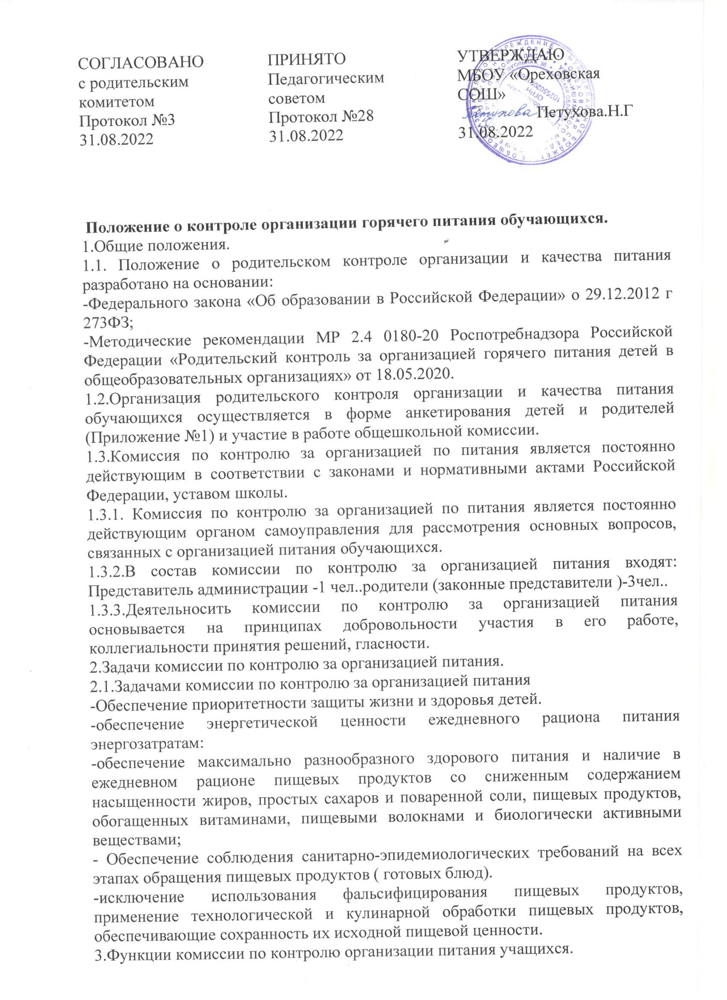 СОГЛАСОВАНО
с родительским
комитетом
Протокол №3
31.08.2022
ПРИНЯТО
Педагогическим
советом
Протокол №28
31.08.2022
УТВЕРЖДАЮ
МБОУ «Ореховская
СОШ»
Петухова Петухова.Н.Г
31.08.2022
Положение о контроле организации горячего питания обучающихся.
1.Общие положения.
1.1. Положение о родительском контроле организации и качества питания
разработано на основании:
-Федерального закона «Об образовании в Российской Федерации» о 29.12.2012 г
273ФЗ;
-Методические рекомендации МР 2.4 0180-20 Роспотребнадзора Российской
Федерации «Родительский контроль за организацией горячего питания детей в
общеобразовательных организациях» от 18.05.2020.
1.2.Организация родительского контроля организации и качества питания
обучающихся осуществляется в форме анкетирования детей и родителей
(Приложение №1) и участие в работе общешкольной комиссии.
1.3.Комиссия по контролю за организацией по питания является постоянно
действующим в соответствии с законами и нормативными актами Российской
Федерации, уставом школы.
1.3.1. Комиссия по контролю за организацией по питания является постоянно
действующим органом самоуправления для рассмотрения основных вопросов,
связанных с организацией питания обучающихся.
1.3.2.В состав комиссии по контролю за организацией питания входят:
Представитель администрации -1 чел..родители (законные представители )-3чел..
1.3.3.Деятельносить комиссии по контролю за организацией питания
основывается на принципах добровольности участия в его работе,
коллегиальности принятия решений, гласности.
2.Задачи комиссии по контролю за организацией питания.
2.1.Задачами комиссии по контролю за организацией питания
-Обеспечение приоритетности защиты жизни и здоровья детей.
-обеспечение энергетической ценности ежедневного рациона питания
энергозатратам:
-обеспечение максимально разнообразного здорового питания и наличие в
ежедневном рационе пищевых продуктов со сниженным содержанием
насыщенности жиров, простых сахаров и поваренной соли, пищевых продуктов,
обогащенных витаминами, пищевыми волокнами и биологически активными
веществами;
- Обеспечение соблюдения санитарно-эпидемиологических требований на всех
этапах обращения пищевых продуктов ( готовых блюд).
-исключение использования фальсифицирования пищевых продуктов,
применение технологической и кулинарной обработки пищевых продуктов,
обеспечивающие сохранность их исходной пищевой ценности.
3.Функции комиссии по контролю организации питания учащихся.